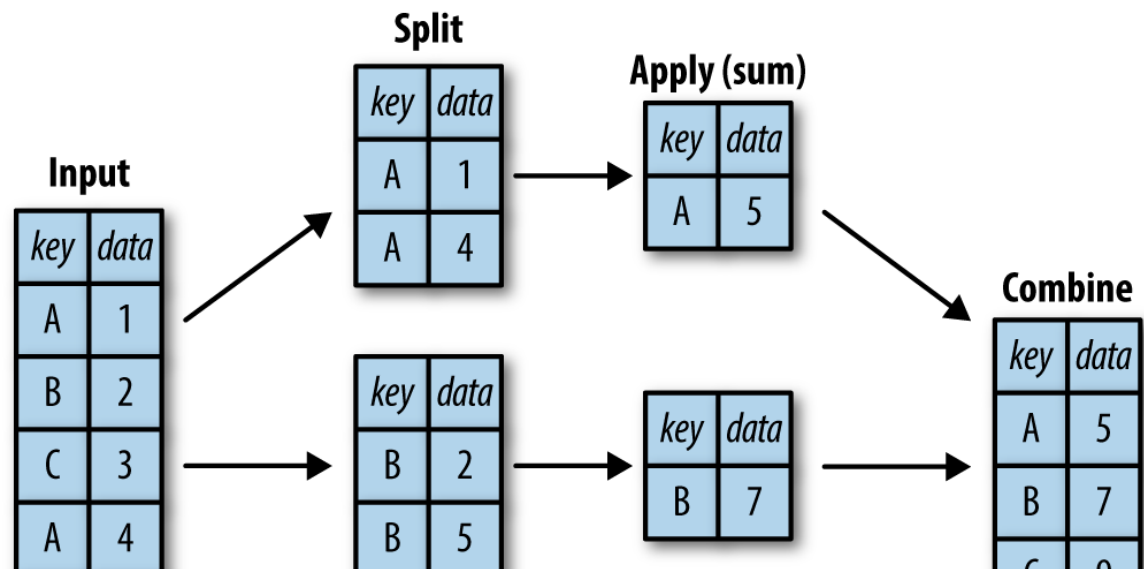 Split
key data
A 1
A 4
Apply (sum)
key data
A 5
Input
key data
A 1
B 2
C 3
A 4
key data
B 2
B 5
key data
B 7
Combine
key data
A 5
B 7